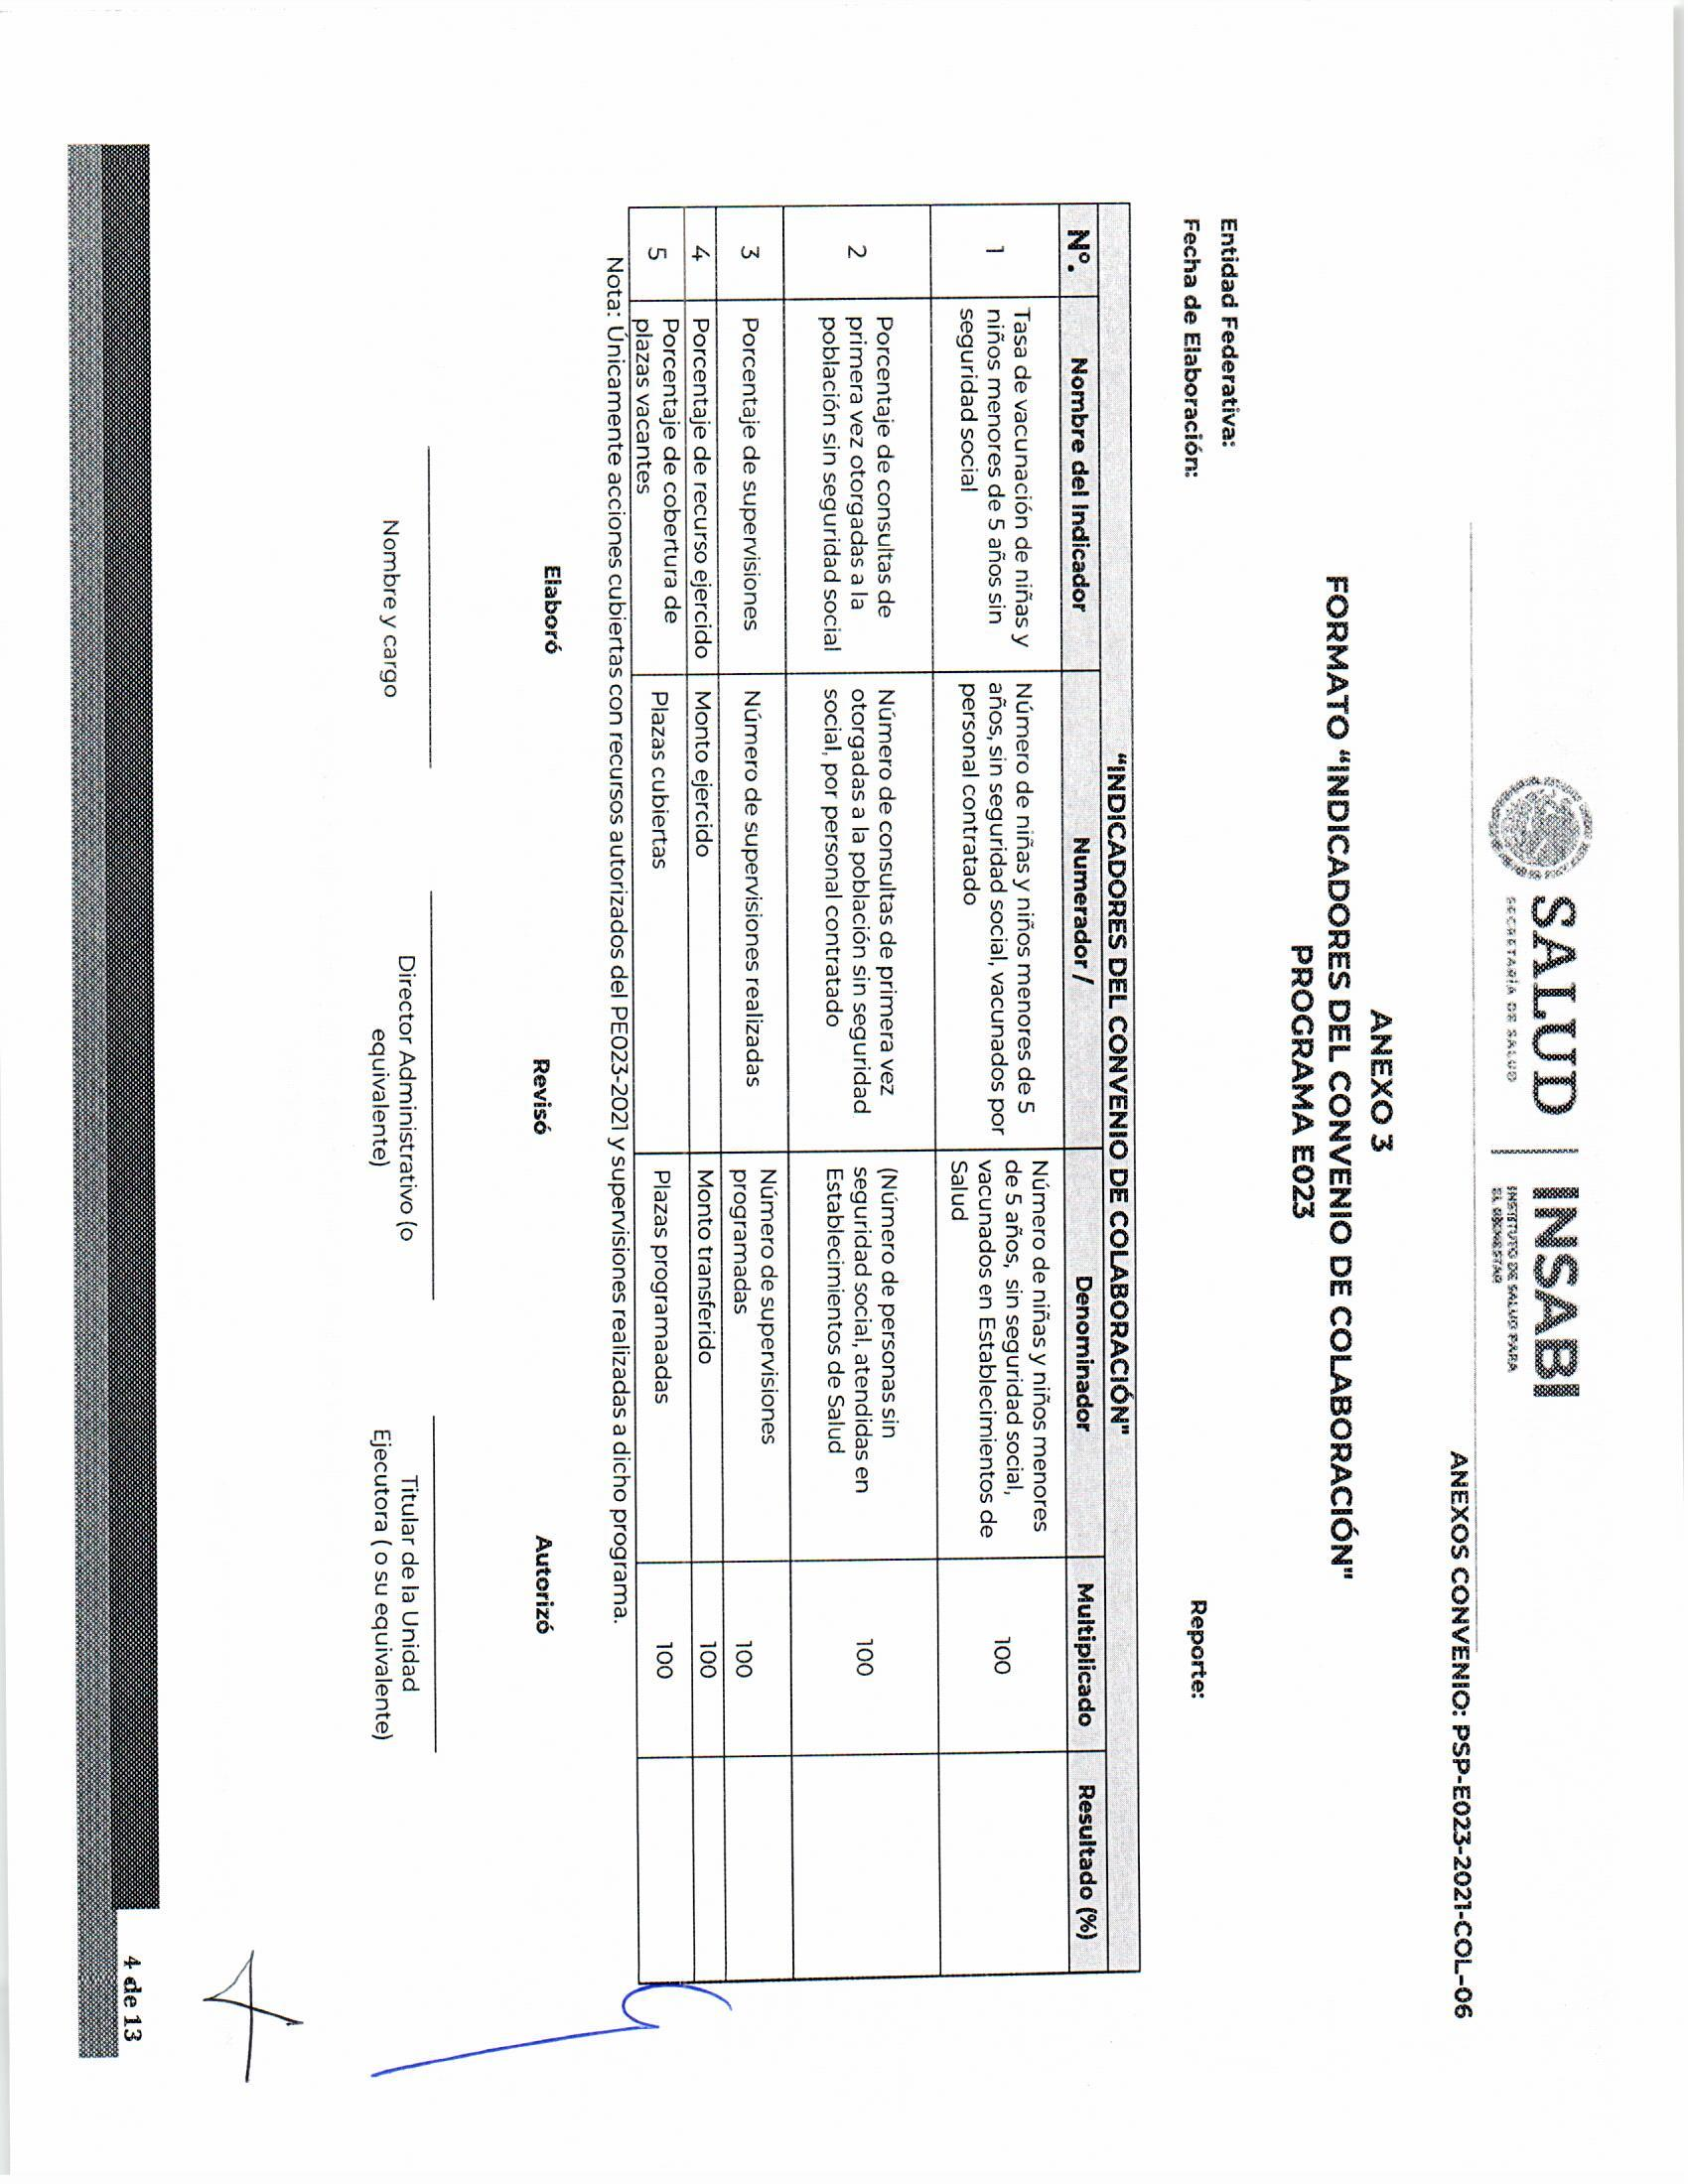 SALUD
SECRETARÍA DE SALUD
INSABI
INSTITUTO DE SALUD PARA
EL BIENESTAR
ANEXOS CONVENIO: PSP-E023-2021-COL-06
ANEXO 3
FORMATO "INDICADORES DEL CONVENIO DE COLABORACIÓN"
PROGRAMA E023
Entidad Federativa:
Fecha de Elaboración:
Reporte:
"INDICADORES DEL CONVENIO DE COLABORACIÓN"
N°. Nombre del Indicador Numerador / Denominador Multiplicado Resultado (%)
1
Tasa de vacunación de niñas y
niños menores de 5 años sin
seguridad social
Número de niñas y niños menores de 5
años, sin seguridad social, vacunados por
personal contratado
Número de niñas y niños menores
de 5 años, sin seguridad social,
vacunados en Establecimientos de
Salud
100
2
Porcentaje de consultas de
primera vez otorgadas a la
población sin seguridad social
Número de consultas de primera vez
otorgadas a la población sin seguridad
social, por personal contratado
(Número de personas sin
seguridad social, atendidas en
Establecimientos de Salud
100
3
Porcentaje de supervisiones
Número de supervisiones realizadas
Número de supervisiones
programadas
100
4
Porcentaje de recurso ejercido
Monto ejercido
Monto transferido
100
5
Porcentaje de cobertura de
plazas vacantes
Plazas cubiertas
Plazas programaadas
100
Nota: Únicamente acciones cubiertas con recursos autorizados del PE023-2021 y supervisiones realizadas a dicho programa.
Elaboró
Revisó
Autorizó
Nombre y cargo
Director Administrativo (o
equivalente)
Titular de la Unidad
Ejecutora ( o su equivalente)
4 de 13